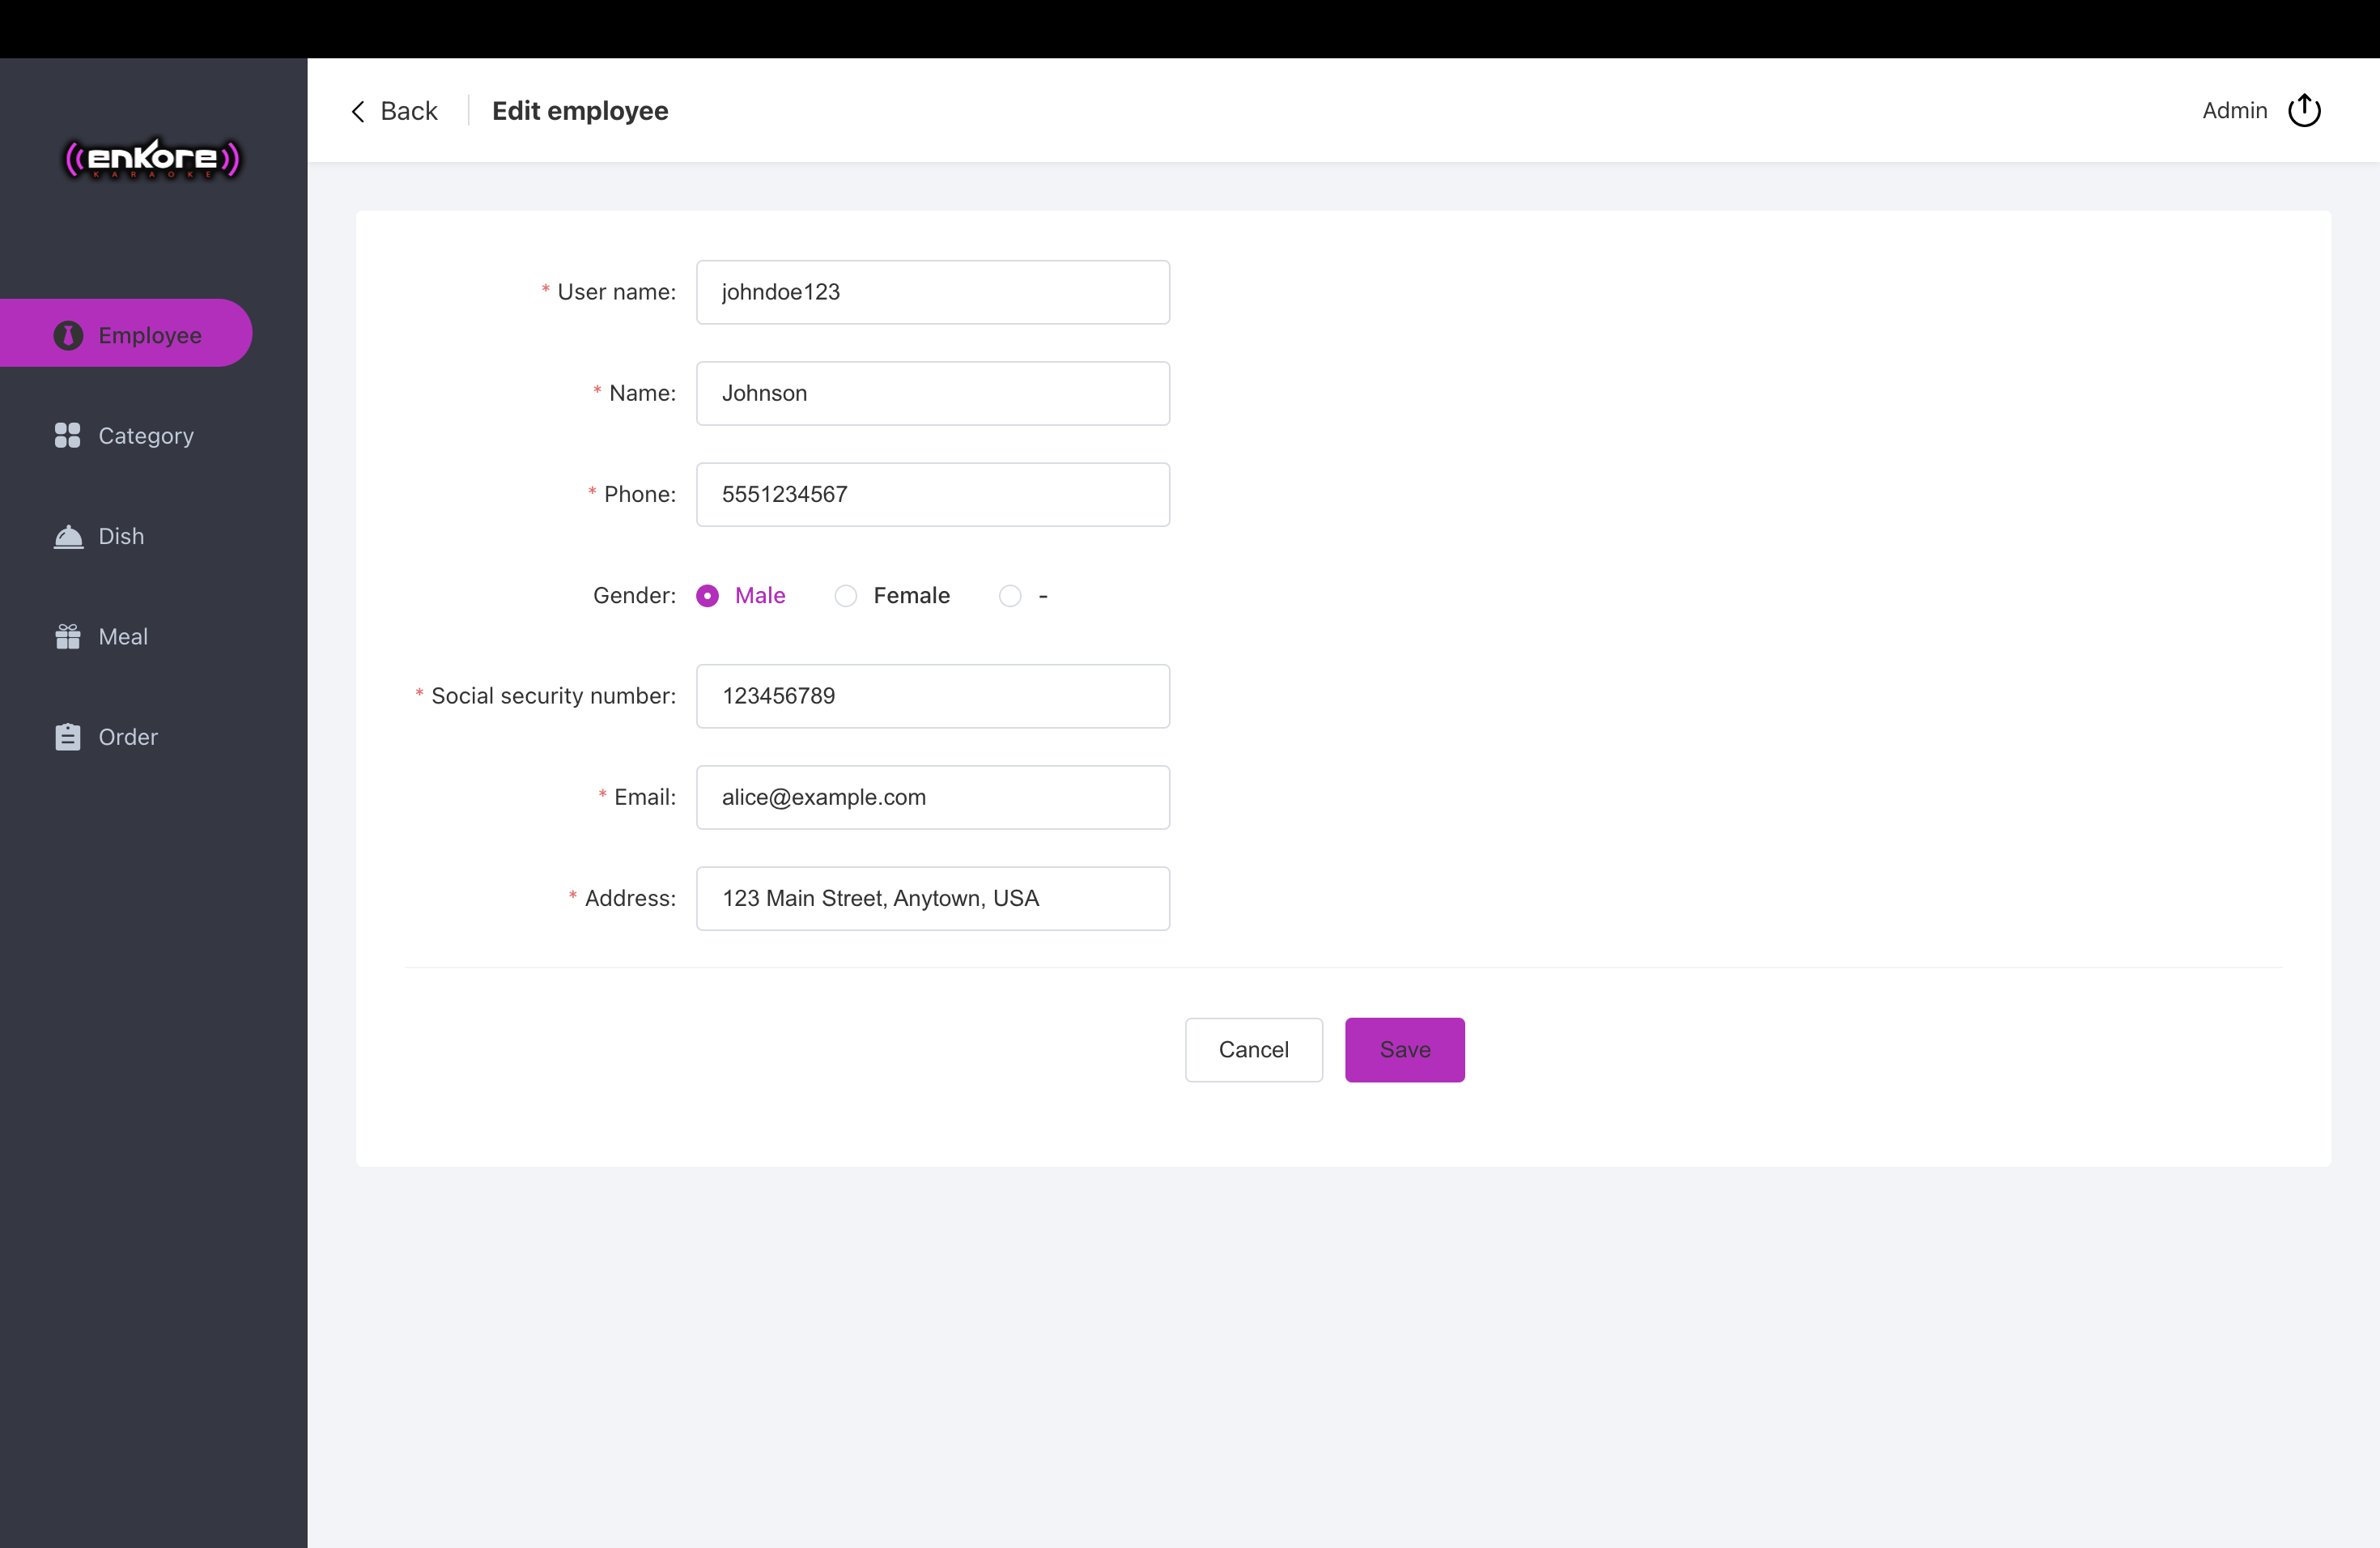 Back
Edit employee
Admin
enkore
KARAOKE
Employee
Category
Dish
Meal
Order
* User name: johndoe123
* Name: Johnson
* Phone: 5551234567
Gender: Male Female -
* Social security number: 123456789
* Email: alice@example.com
* Address: 123 Main Street, Anytown, USA
Cancel Save